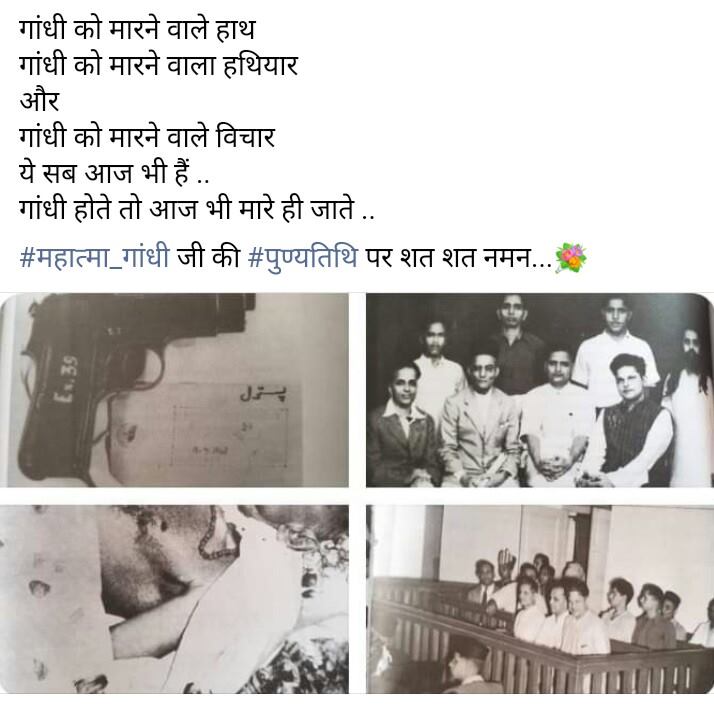 गांधी को मारने वाले हाथ
गांधी को मारने वाला हथियार
और
गांधी को मारने वाले विचार
ये सब आज भी हैं ..
गांधी होते तो आज भी मारे ही जाते ..
#महात्मा_गांधी जी की #पुण्यतिथि पर शत शत नमन...💐
Ex. 39
پستول